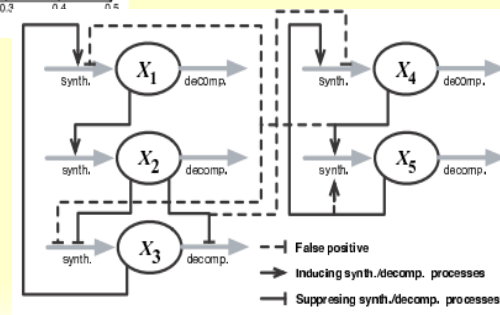 0.3 0.4 0.5
synth. X1 decomp.
synth. X4 decomp.
synth. X2 decomp.
synth. X5 decomp.
synth. X3 decomp.
False positive
Inducing synth./decomp. processes
Suppresing synth./decomp. processes